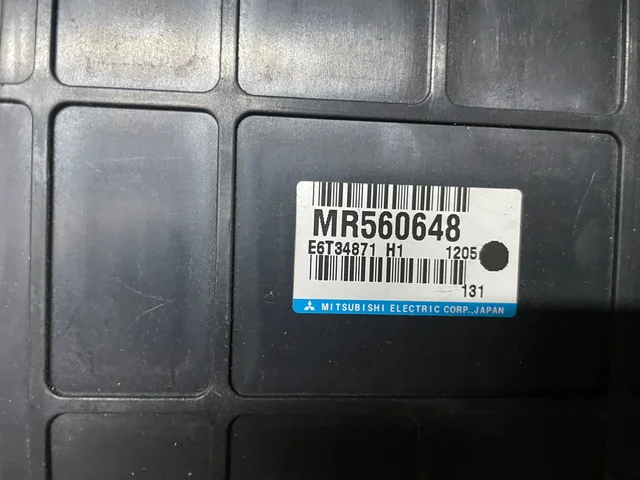 MR560648
E6T34871 H1 1205
131
MITSUBISHI ELECTRIC CORP.,JAPAN